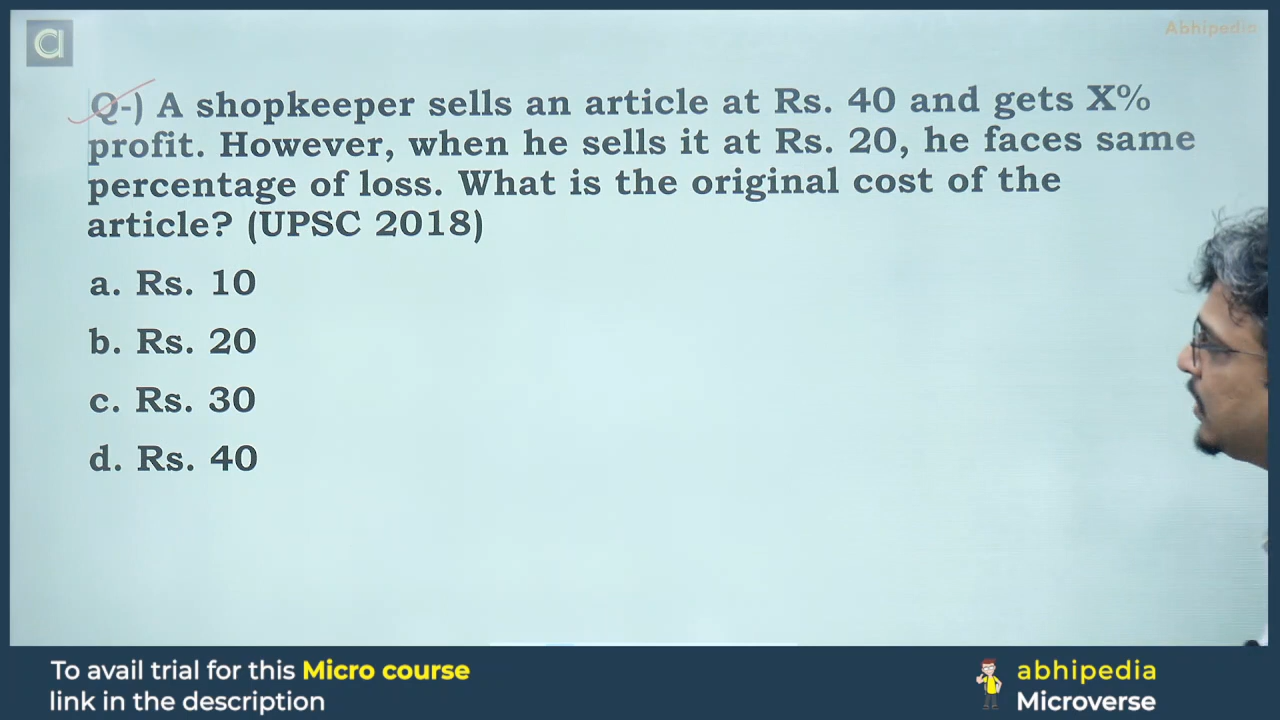 Abhipedia
Q-) A shopkeeper sells an article at Rs. 40 and gets X%
profit. However, when he sells it at Rs. 20, he faces same
percentage of loss. What is the original cost of the
article? (UPSC 2018)
a. Rs. 10
b. Rs. 20
c. Rs. 30
d. Rs. 40
To avail trial for this Micro course
link in the description
abhipedia
Microverse